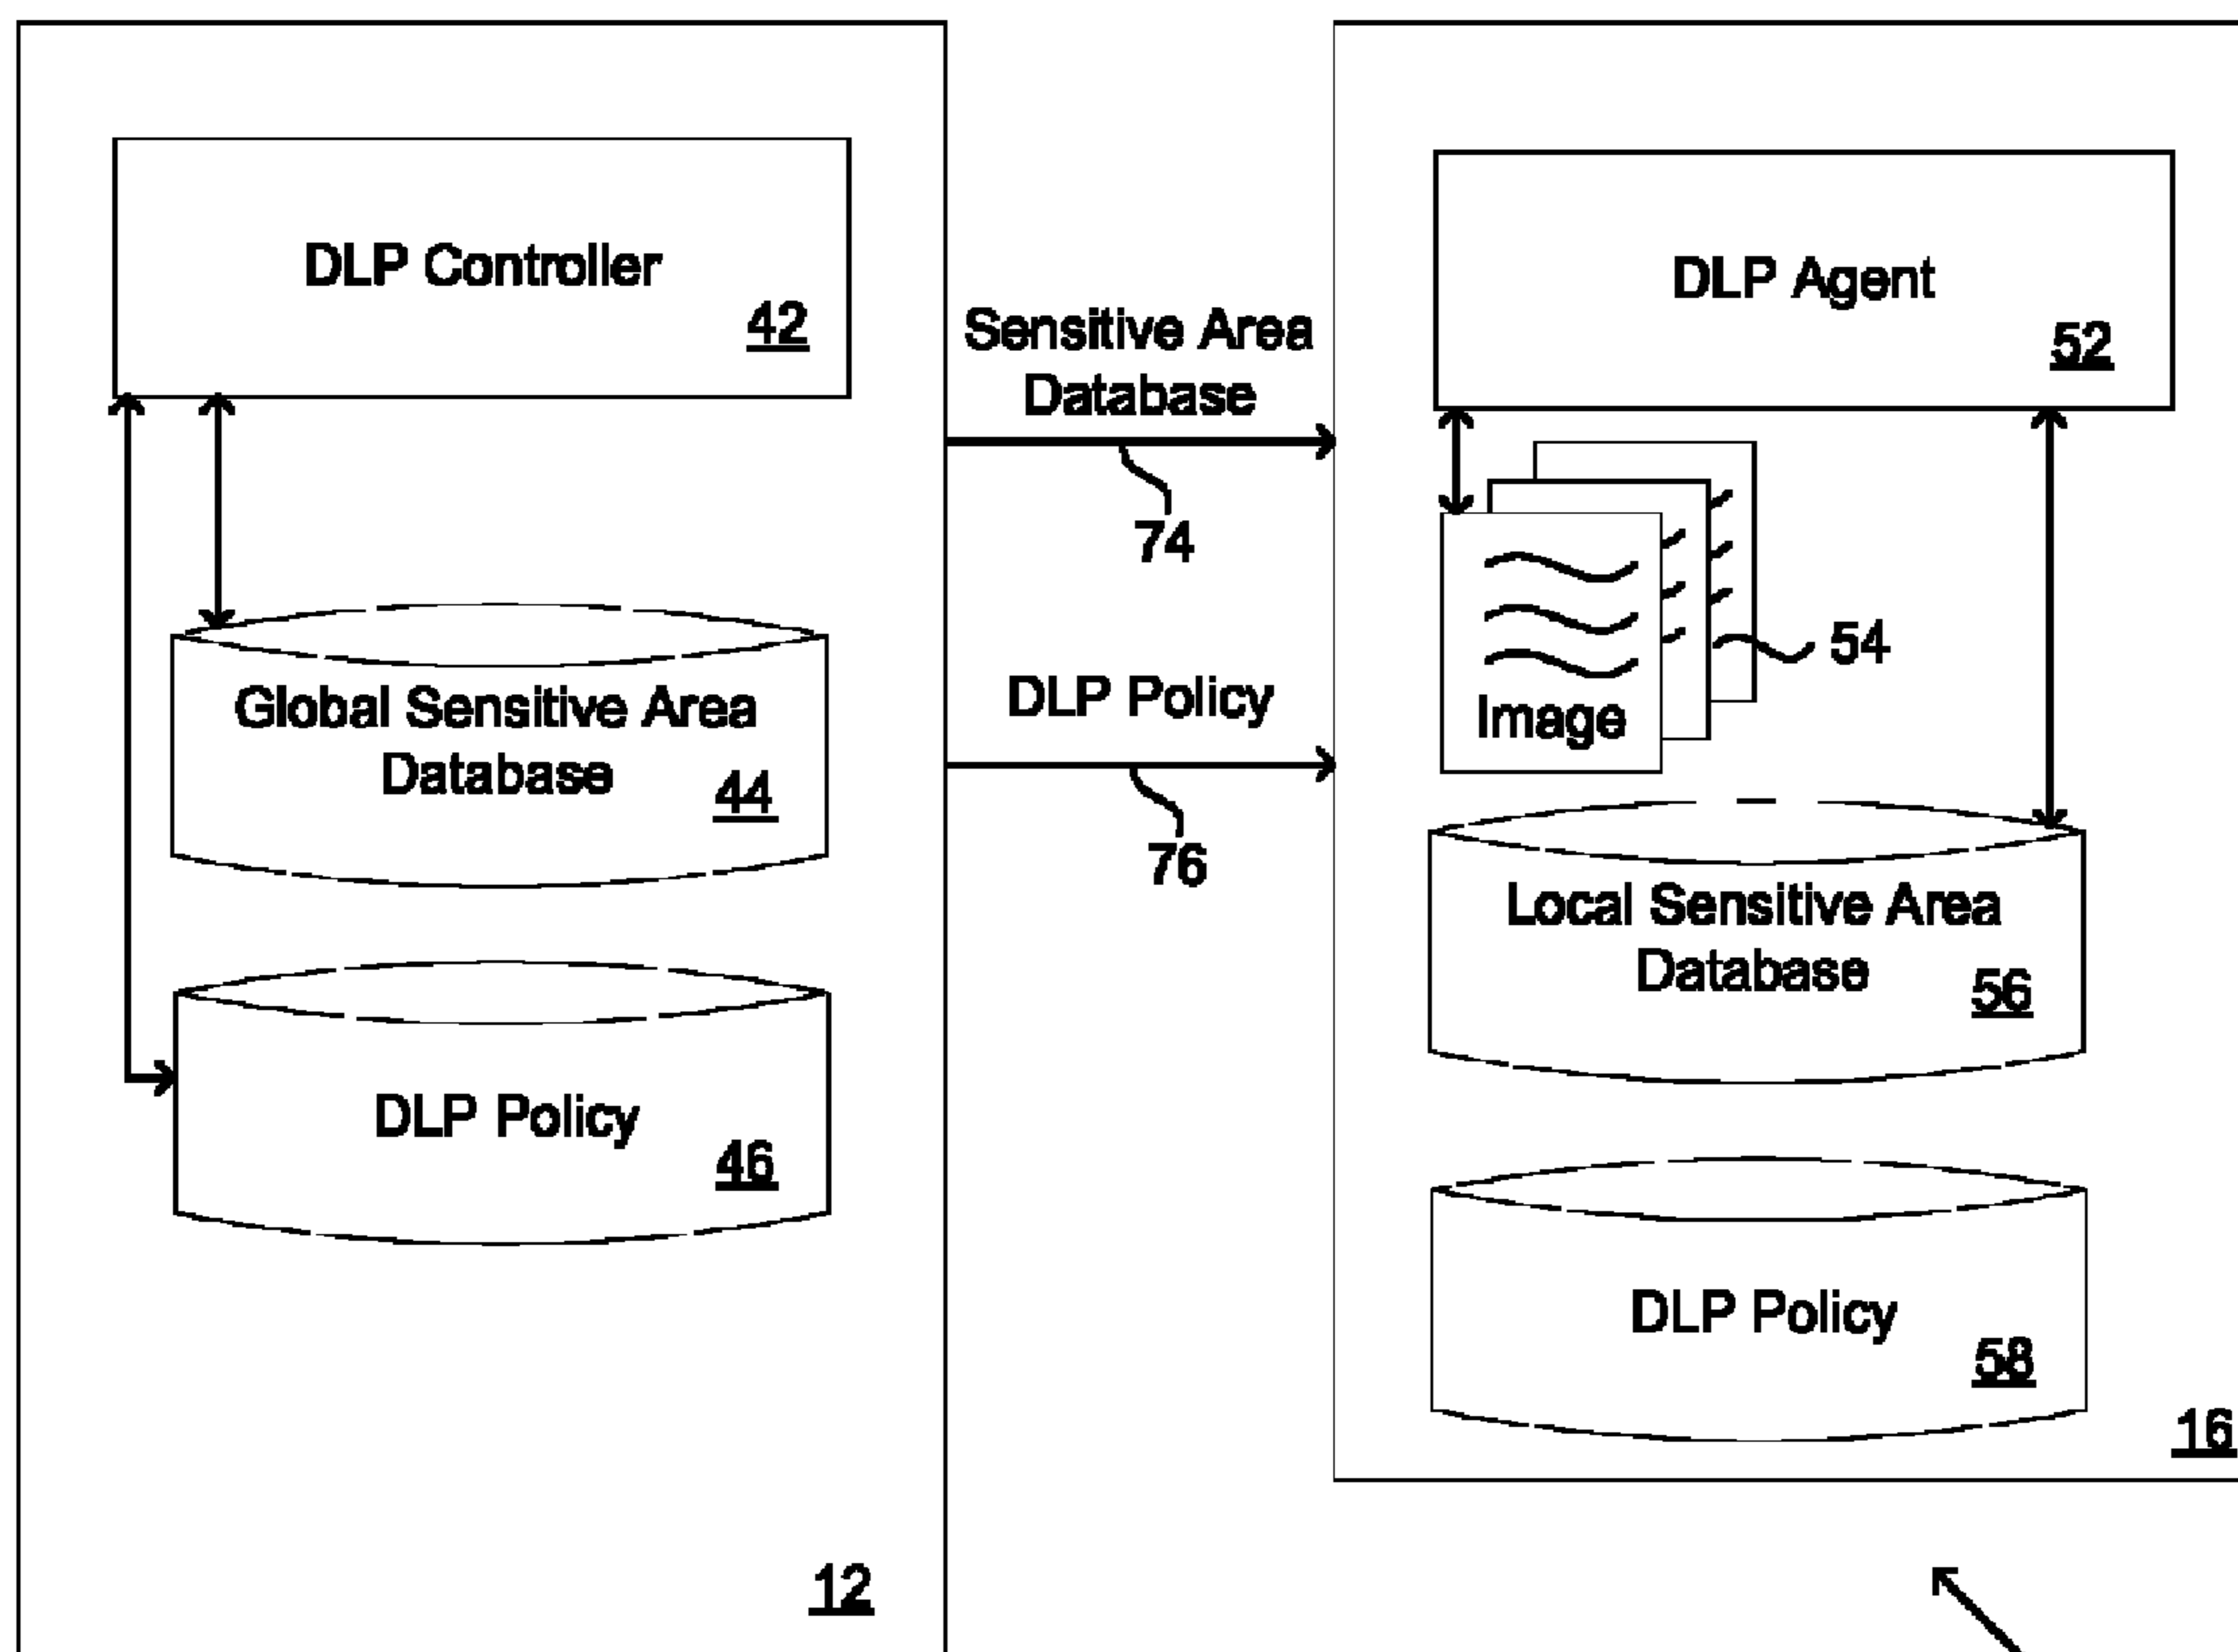 DLP Controller
42
Global Sensitive Area
Database
44
DLP Policy
46
12
Sensitive Area
Database
74
DLP Policy
76
DLP Agent
52
Image
54
Local Sensitive Area
Database
56
DLP Policy
58
16